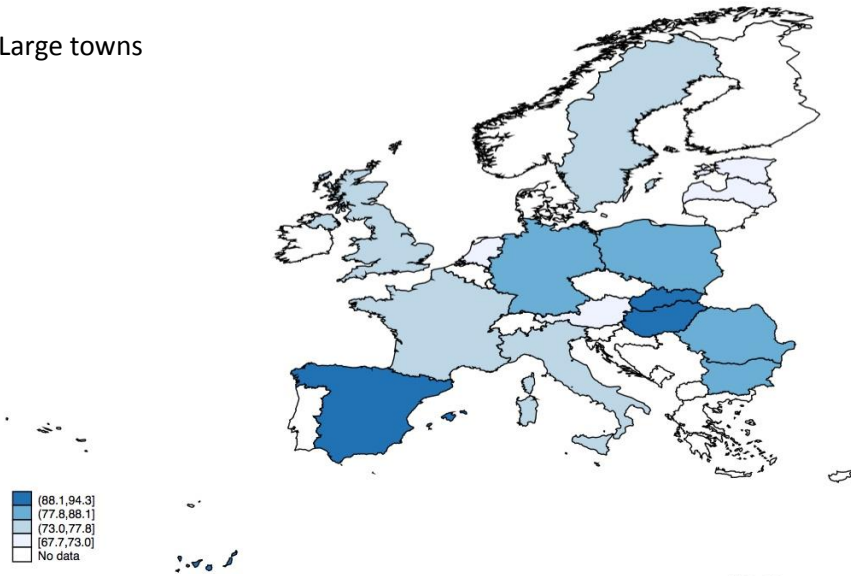 Large towns
(88.1,94.3]
(77.8,88.1]
(73.0,77.8]
[67.7,73.0]
No data